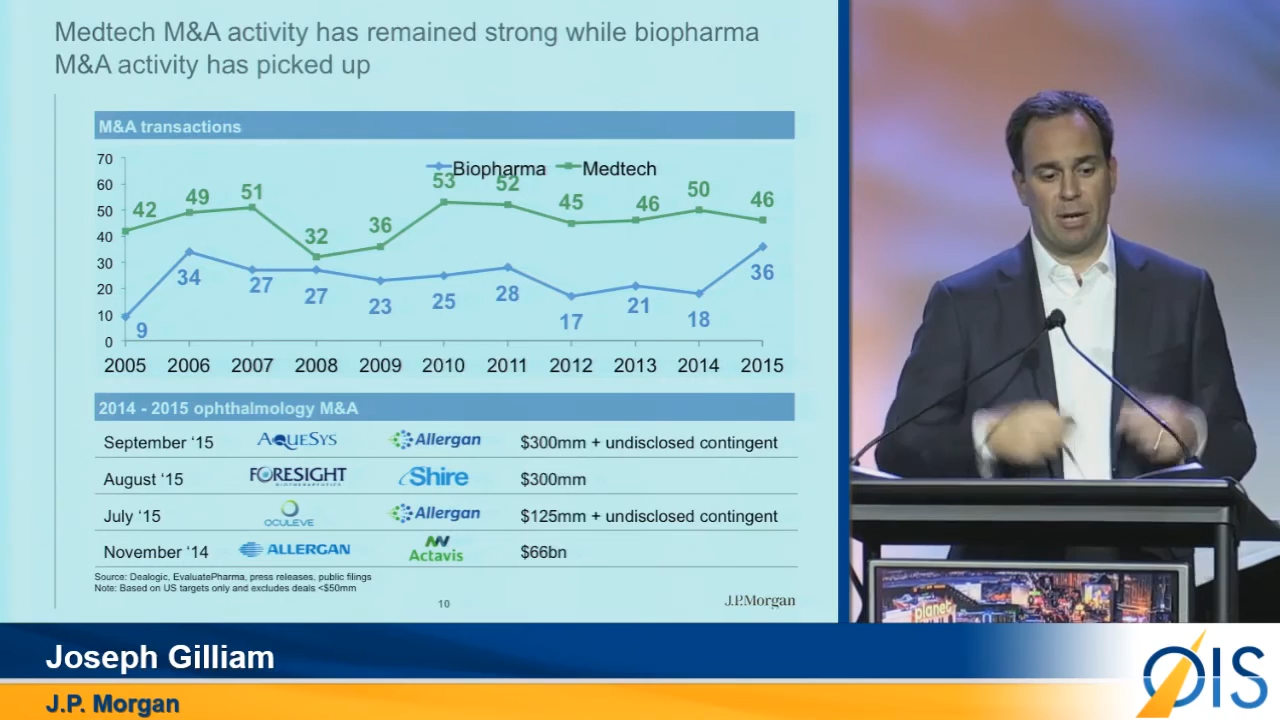 Medtech M&A activity has remained strong while biopharma
M&A activity has picked up
M&A transactions
Biopharma Medtech
70
60
50
40
30
20
10
0
42 49 51 32 36 53 52 45 46 50 46
9 34 27 27 23 25 28 17 21 18 36
2005 2006 2007 2008 2009 2010 2011 2012 2013 2014 2015
2014 - 2015 ophthalmology M&A
September ‘15 AQUESYS Allergan $300mm + undisclosed contingent
August ‘15 FORESIGHT BIOTHERAPEUTICS Shire $300mm
July ‘15 OCULEVE Allergan $125mm + undisclosed contingent
November ‘14 ALLERGAN Actavis $66bn
Source: Dealogic, EvaluatePharma, press releases, public filings
Note: Based on US targets only and excludes deals <$50mm
10
J.P.Morgan
planet
Joseph Gilliam
J.P. Morgan
OIS